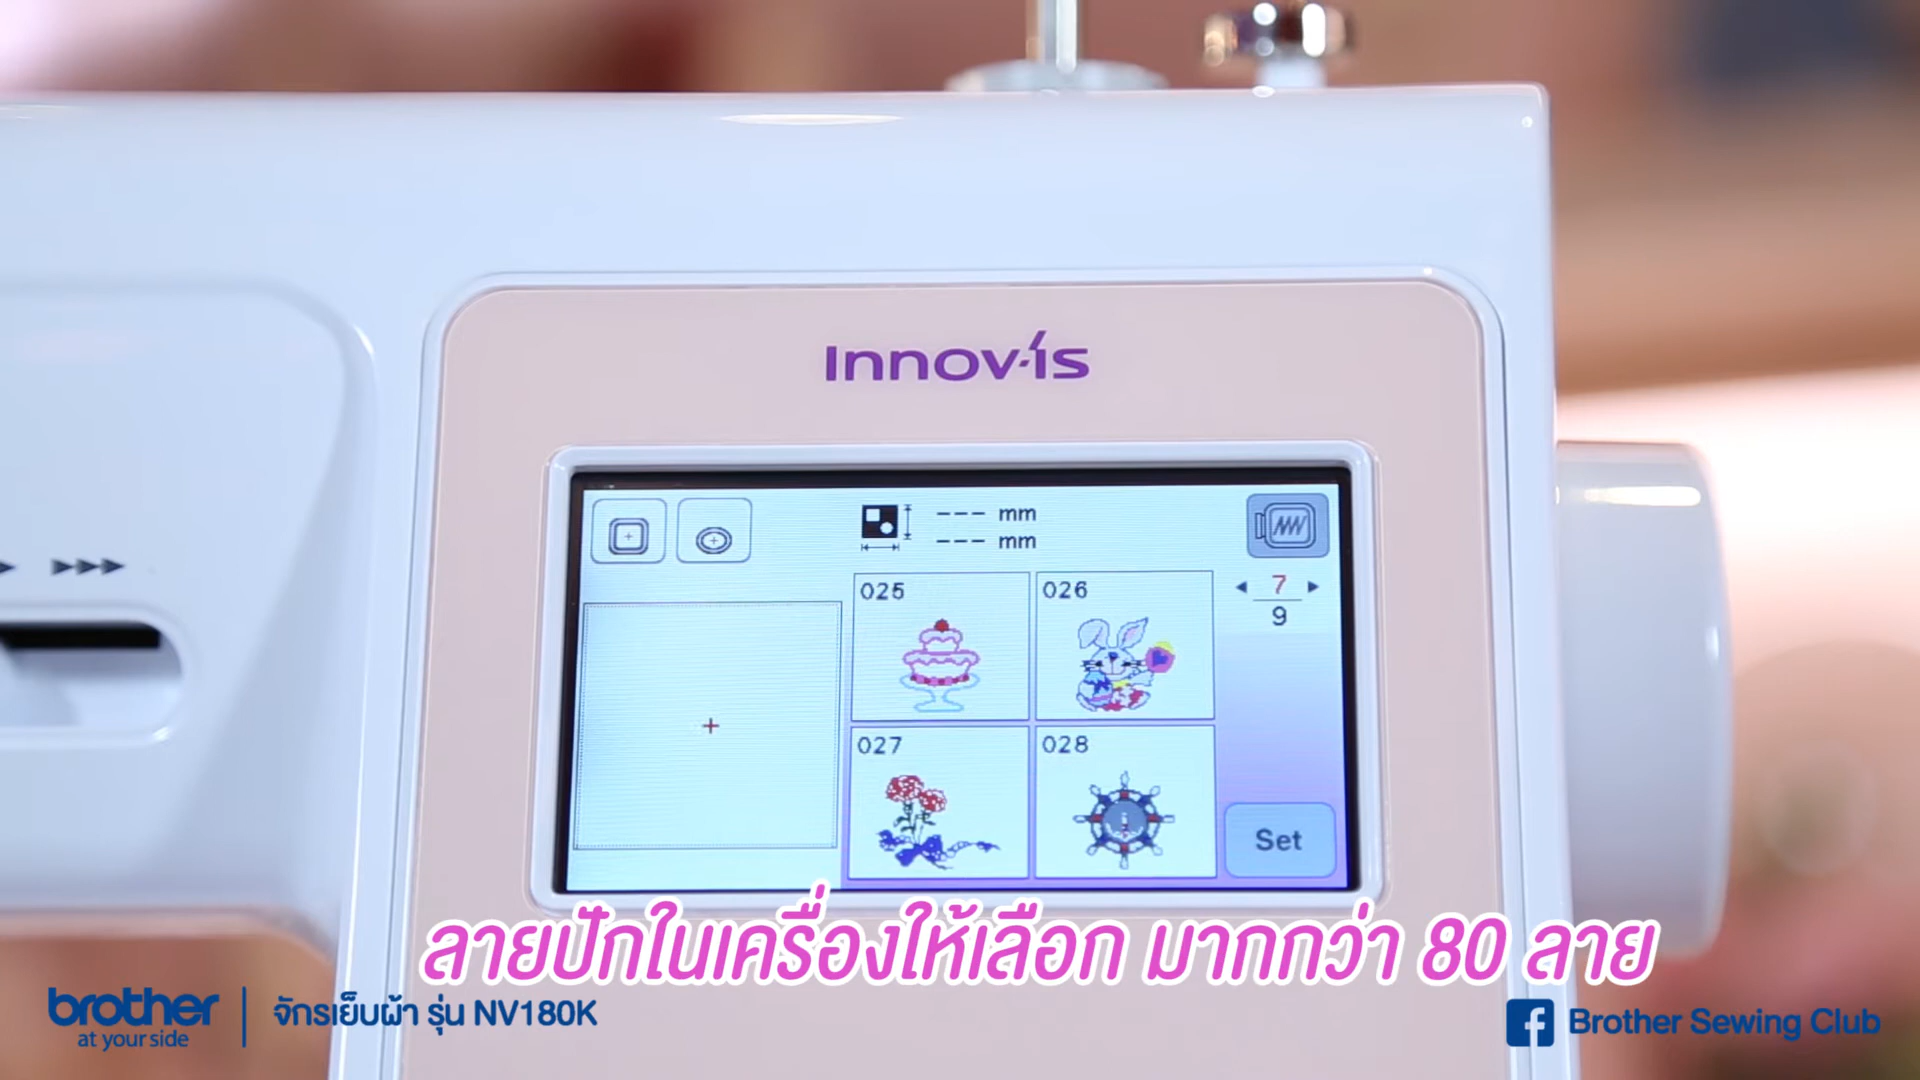 Innov-ís
--- mm
--- mm
025
026
7
9
027
028
Set
ลายปักในเครื่องให้เลือก มากกว่า 80 ลาย
brother
at your side
จักรเย็บผ้า รุ่น NV180K
Brother Sewing Club